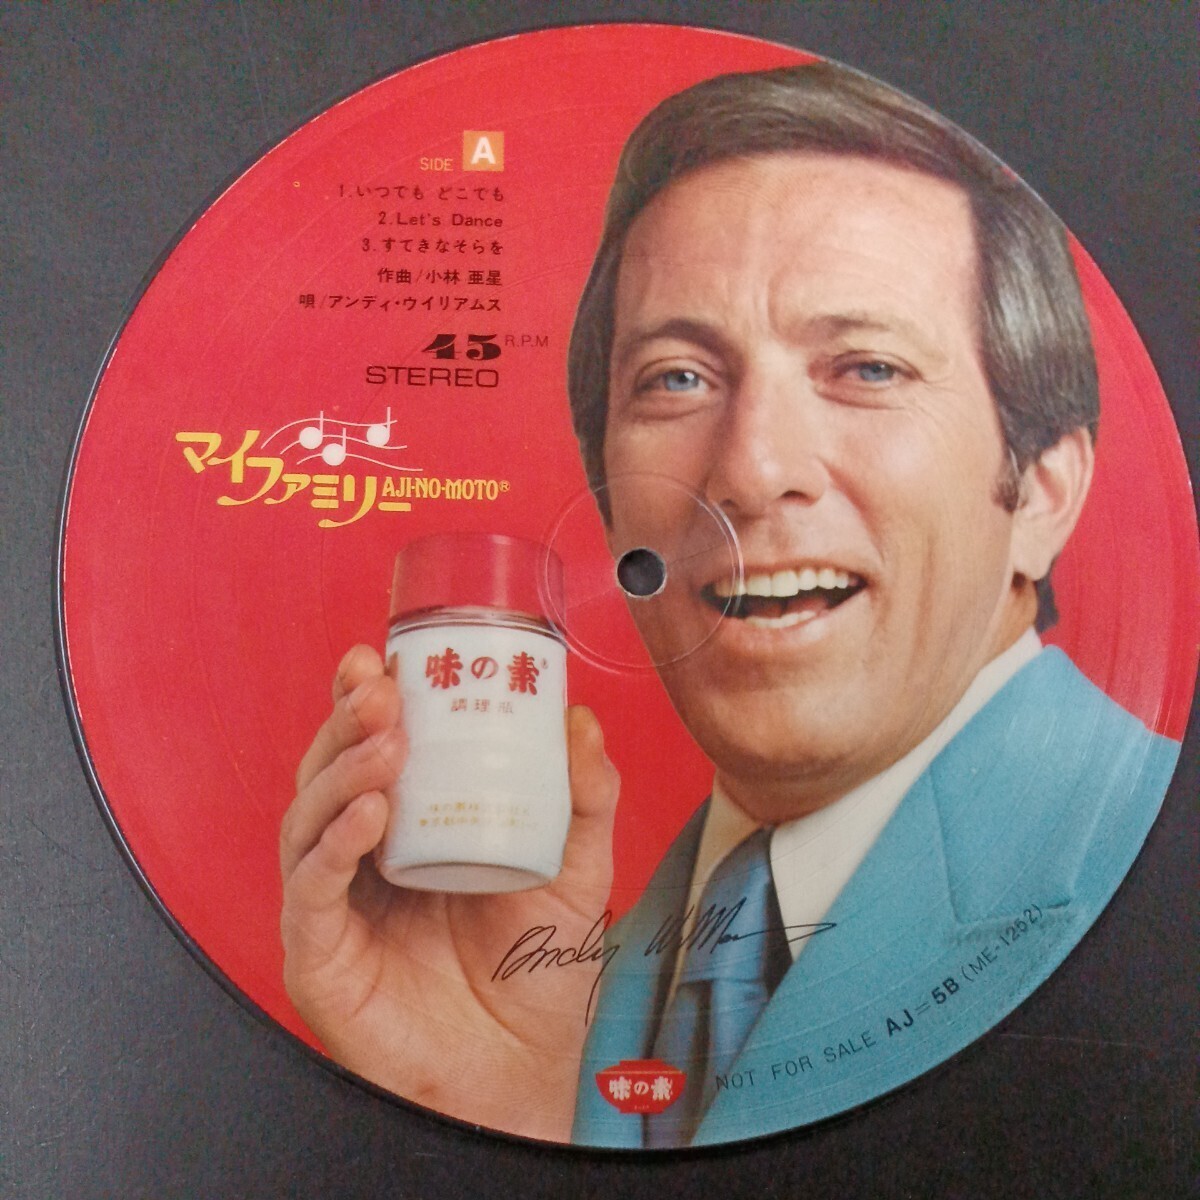 SIDE A
1.いつでも どこでも
2.Let's Dance
3.すてきなそらを
作曲/小林 亜星
唄/アンディ・ウイリアムス
45 R.P.M
STEREO
マイファミリー AJI-NO-MOTO®
味の素®
調理瓶
Andy Williams
味の素
NOT FOR SALE AJ=5B (ME-1262)